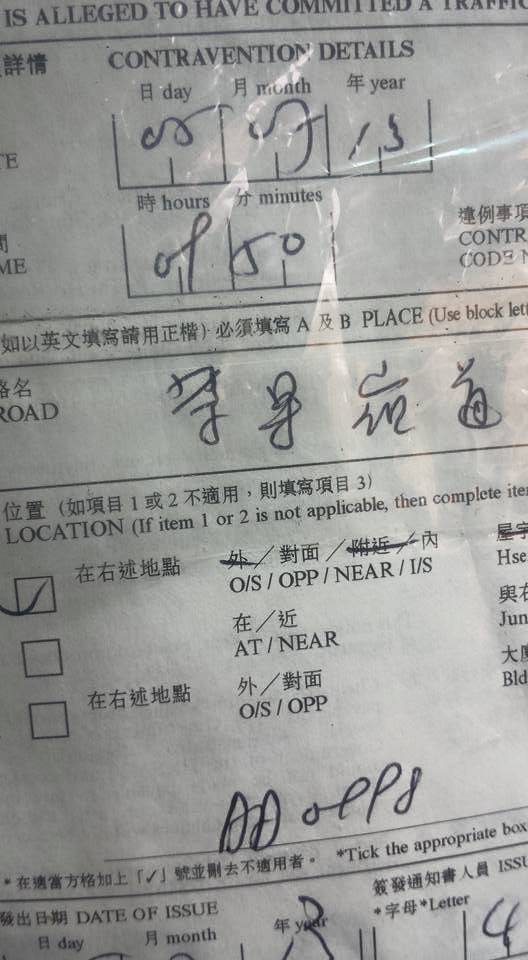 IS ALLEGED TO HAVE COMMITTED A TRAFFIC
詳情 CONTRAVENTION DETAILS
日 day 月 month 年 year
時 hours 分 minutes
違例事項
CONTR
CODE N
50
如以英文填寫請用正楷) 必須填寫 A 及 B PLACE (Use block lett
路名
ROAD
位置 (如項目 1 或 2 不適用，則填寫項目 3)
LOCATION (If item 1 or 2 is not applicable, then complete item
✓ 在右述地點 外／對面／附近／內 屋宇
O/S / OPP / NEAR / I/S Hse
在／近 與右
AT / NEAR Jun
在右述地點 外／對面 大廈
O/S / OPP Bld
* 在適當方格加上「✓」號並刪去不適用者。 *Tick the appropriate box
發出日期 DATE OF ISSUE 簽發通知書人員 ISSU
日 day 月 month 年 year *字母*Letter
4